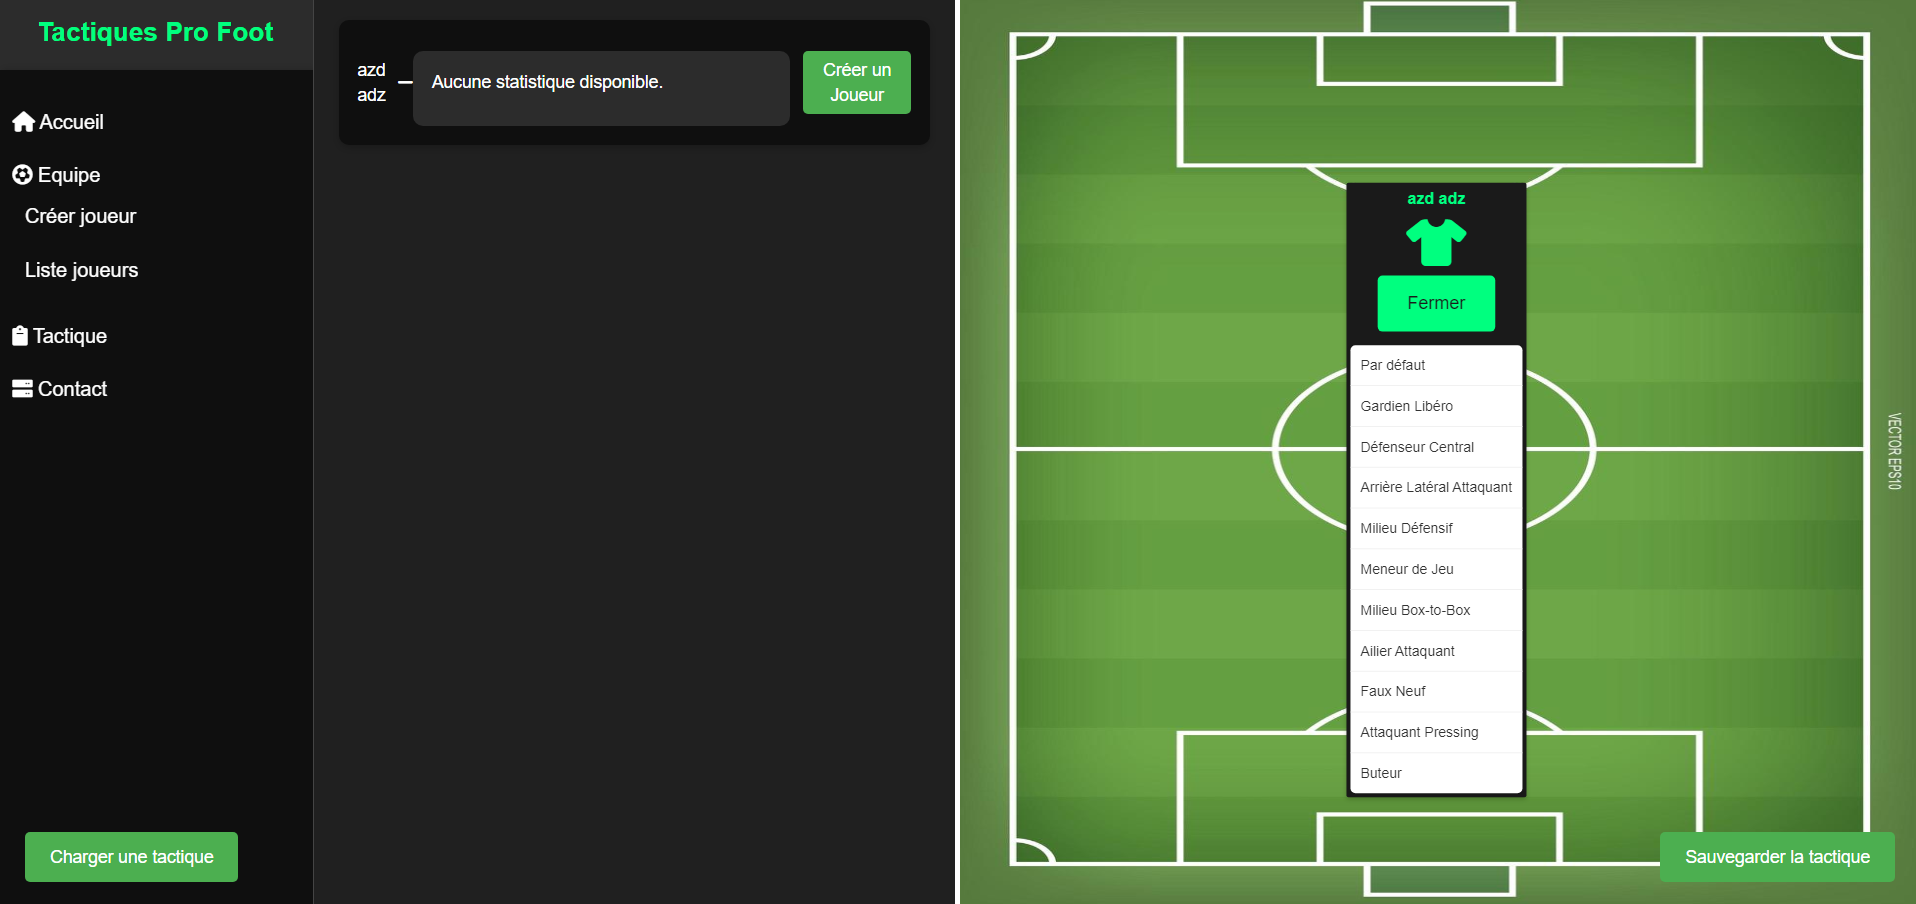 Tactiques Pro Foot
Accueil
Equipe
Créer joueur
Liste joueurs
Tactique
Contact
Charger une tactique
azd
adz
Aucune statistique disponible.
Créer un
Joueur
azd adz
Fermer
Par défaut
Gardien Libéro
Défenseur Central
Arrière Latéral Attaquant
Milieu Défensif
Meneur de Jeu
Milieu Box-to-Box
Ailier Attaquant
Faux Neuf
Attaquant Pressing
Buteur
VECTOR EPS10
Sauvegarder la tactique